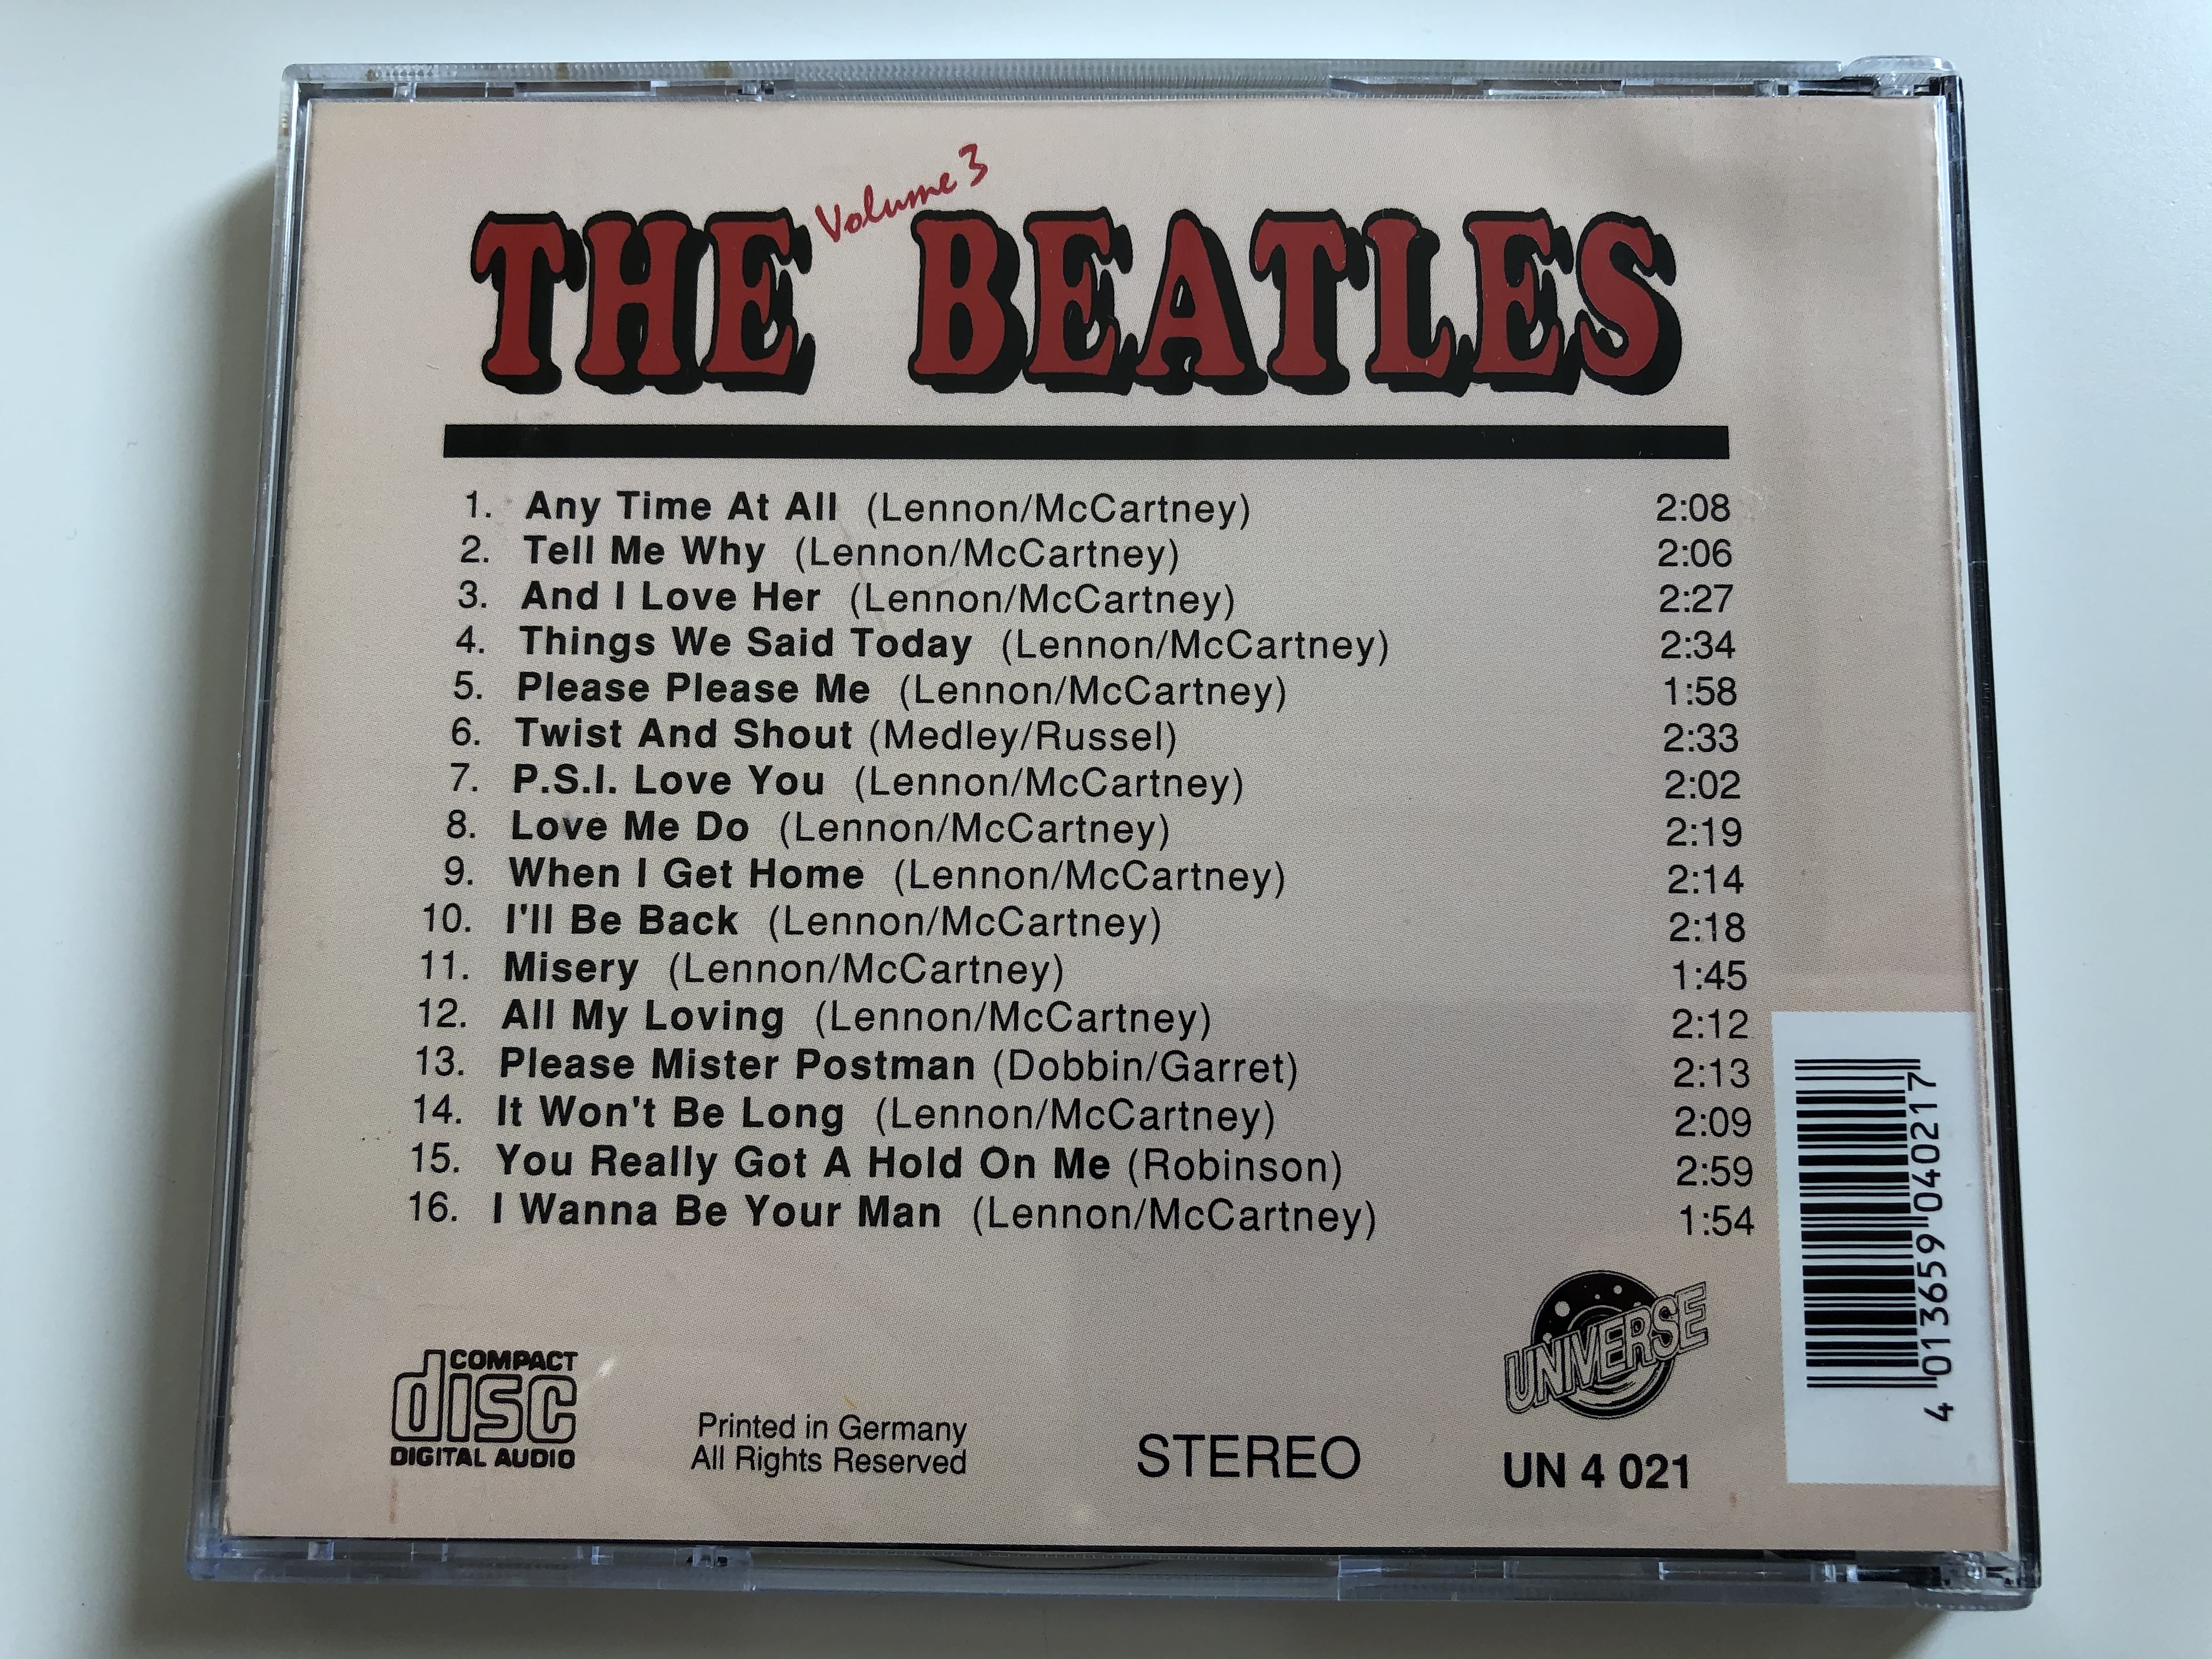 Volume 3
THE BEATLES
1. Any Time At All (Lennon/McCartney) 2:08
2. Tell Me Why (Lennon/McCartney) 2:06
3. And I Love Her (Lennon/McCartney) 2:27
4. Things We Said Today (Lennon/McCartney) 2:34
5. Please Please Me (Lennon/McCartney) 1:58
6. Twist And Shout (Medley/Russel) 2:33
7. P.S.I. Love You (Lennon/McCartney) 2:02
8. Love Me Do (Lennon/McCartney) 2:19
9. When I Get Home (Lennon/McCartney) 2:14
10. I'll Be Back (Lennon/McCartney) 2:18
11. Misery (Lennon/McCartney) 1:45
12. All My Loving (Lennon/McCartney) 2:12
13. Please Mister Postman (Dobbin/Garret) 2:13
14. It Won't Be Long (Lennon/McCartney) 2:09
15. You Really Got A Hold On Me (Robinson) 2:59
16. I Wanna Be Your Man (Lennon/McCartney) 1:54
COMPACT
disc
DIGITAL AUDIO
Printed in Germany
All Rights Reserved
STEREO
UNIVERSE
UN 4 021
4 013659 040217